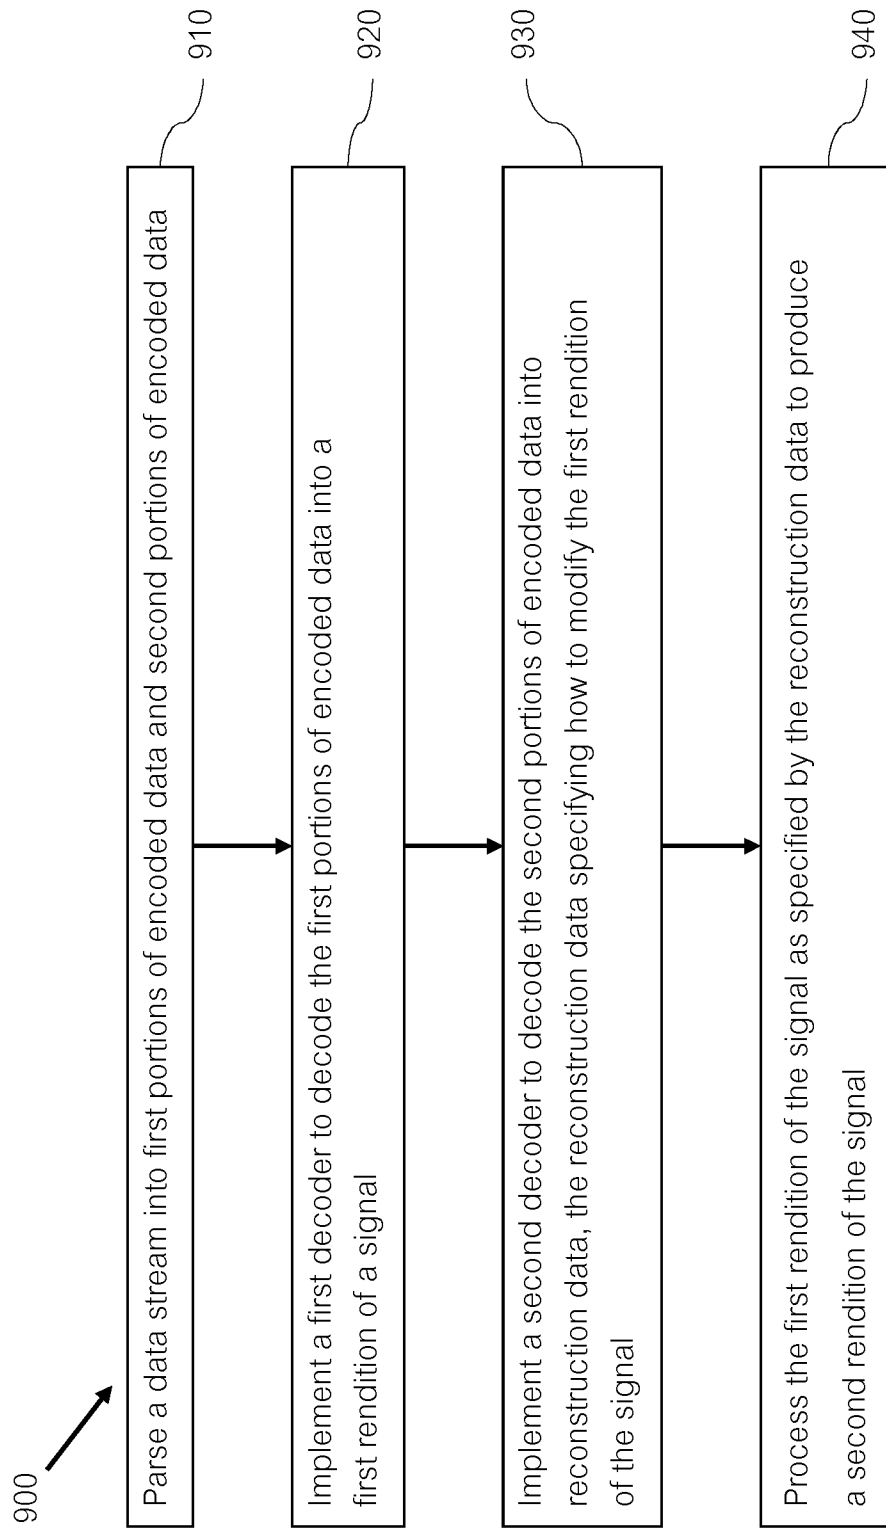 900
Parse a data stream into first portions of encoded data and second portions of encoded data
910
Implement a first decoder to decode the first portions of encoded data into a
first rendition of a signal
920
Implement a second decoder to decode the second portions of encoded data into
reconstruction data, the reconstruction data specifying how to modify the first rendition
of the signal
930
Process the first rendition of the signal as specified by the reconstruction data to produce
a second rendition of the signal
940